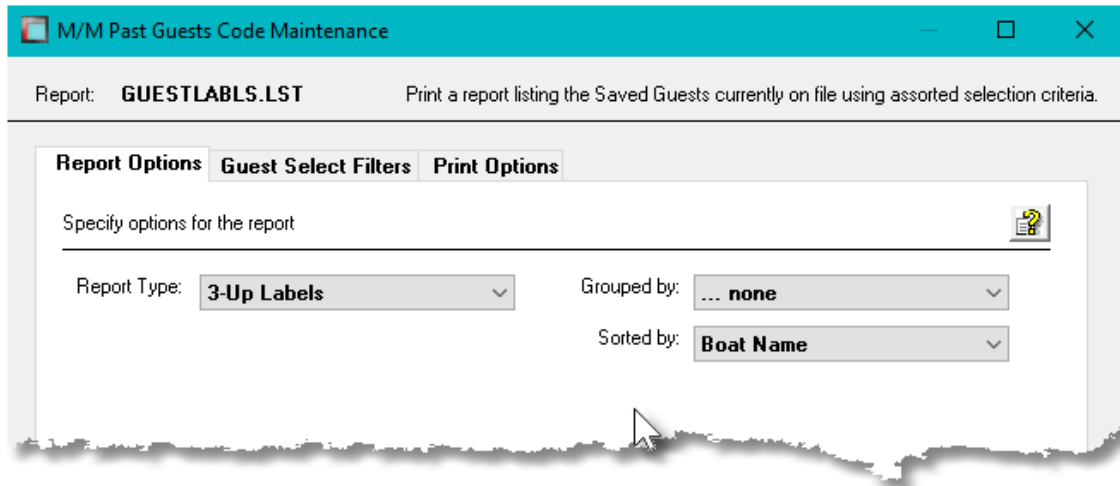 M/M Past Guests Code Maintenance
Report: GUESTLABLS.LST Print a report listing the Saved Guests currently on file using assorted selection criteria.
Report Options Guest Select Filters Print Options
Specify options for the report
Report Type: 3-Up Labels Grouped by: ... none
Sorted by: Boat Name